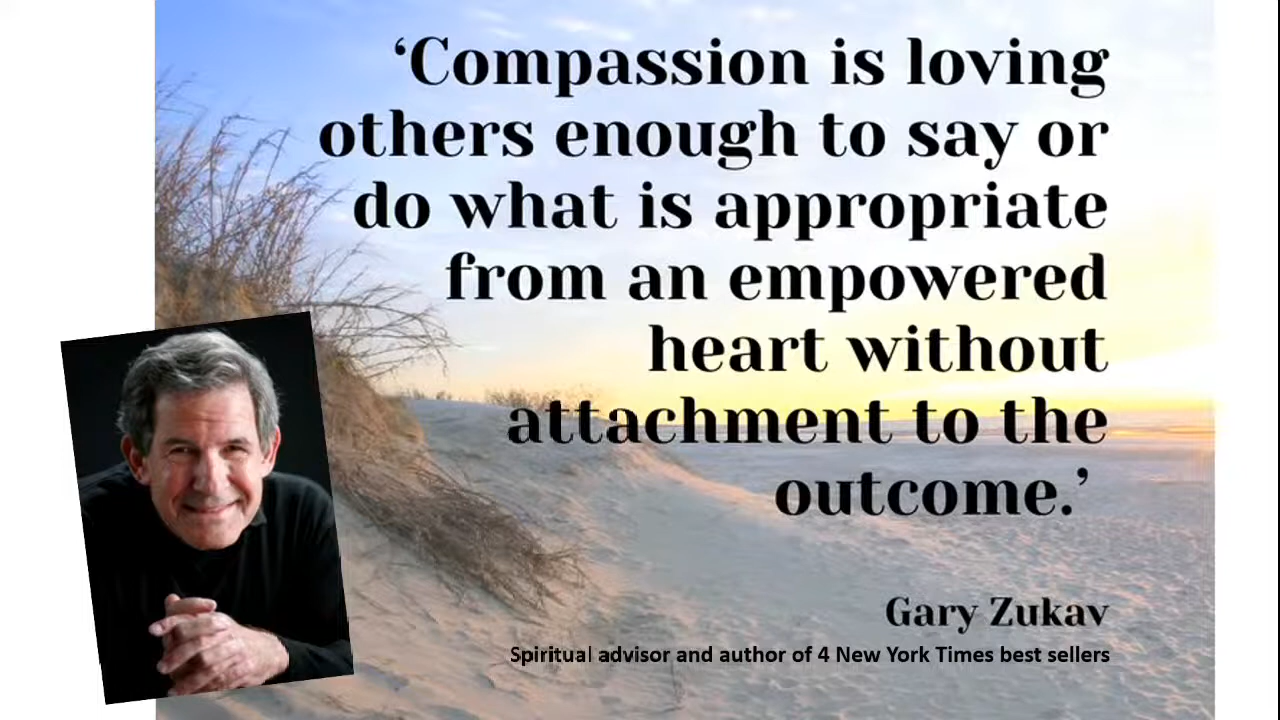 ‘Compassion is loving
others enough to say or
do what is appropriate
from an empowered
heart without
attachment to the
outcome.’
Gary Zukav
Spiritual advisor and author of 4 New York Times best sellers